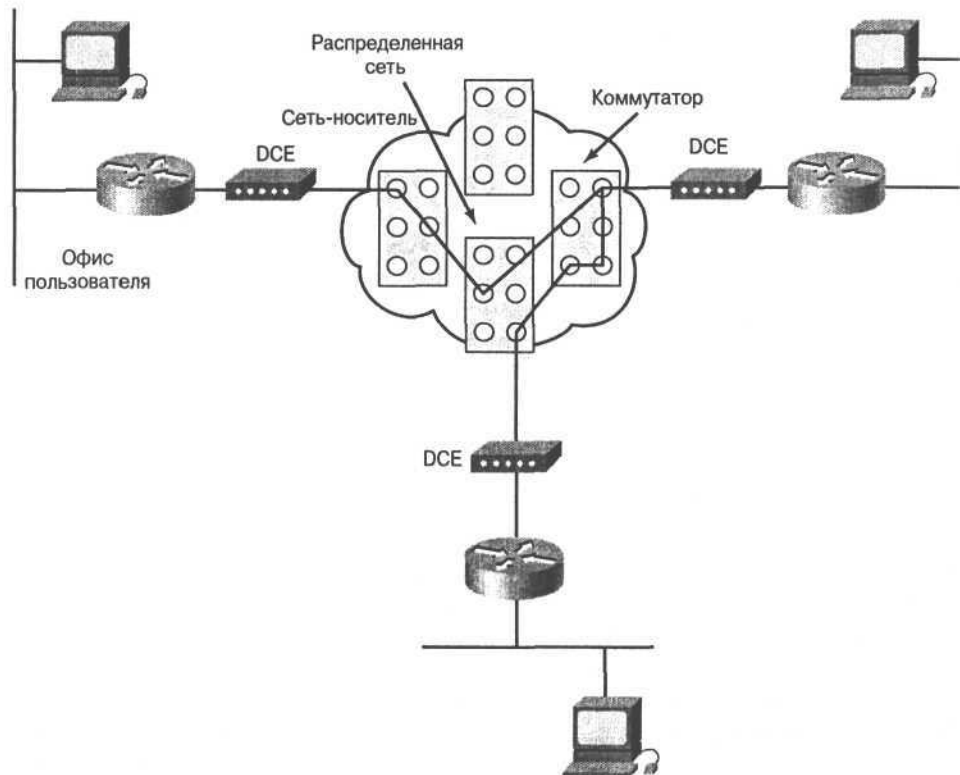 Распределенная
сеть
Сеть-носитель
Коммутатор
DCE
DCE
Офис
пользователя
DCE